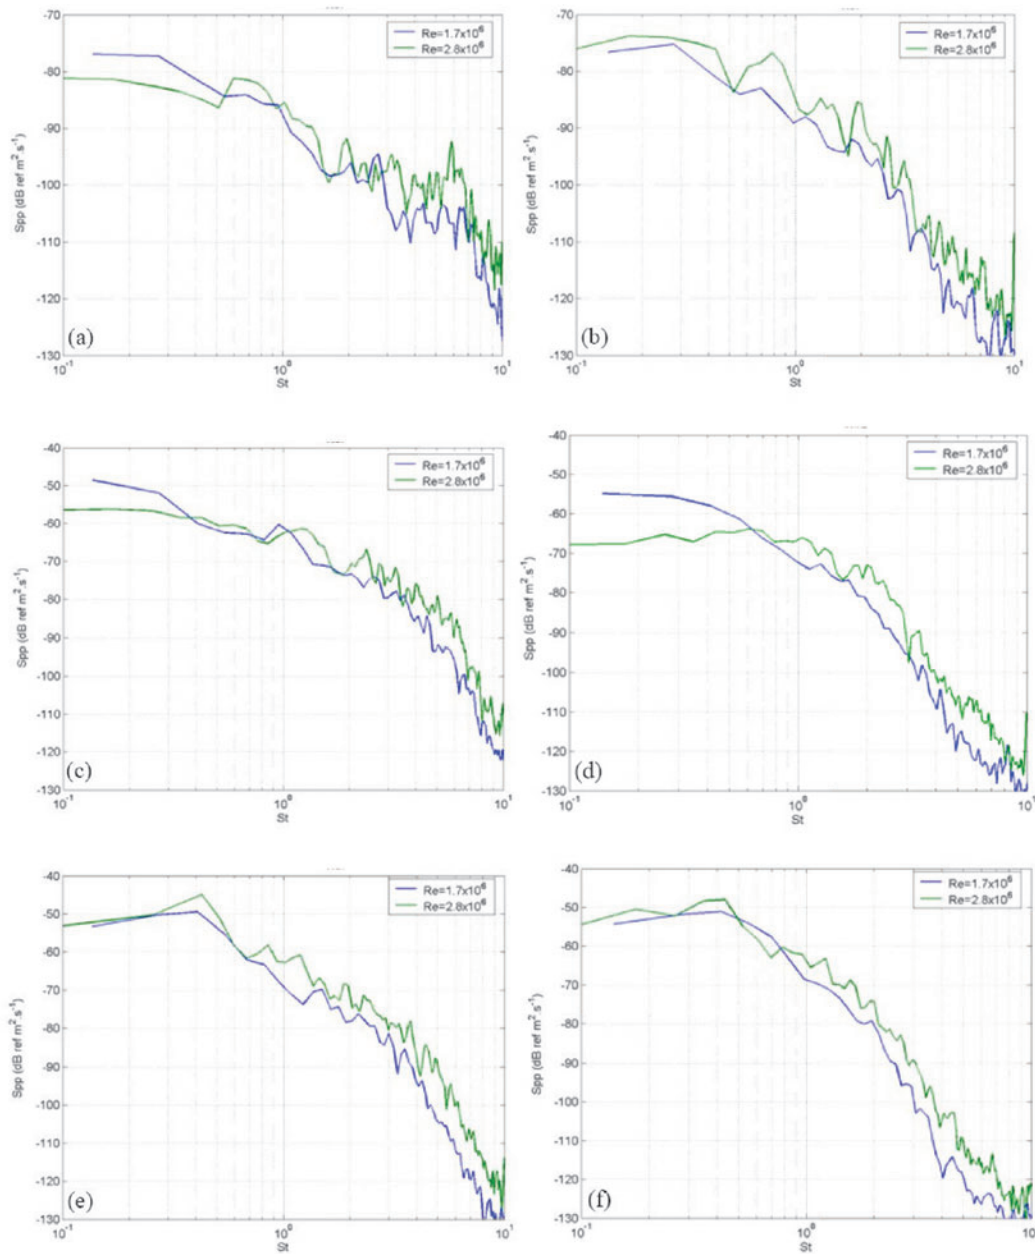 -70
-80
-90
-100
-110
-120
-130
Spp (dB ref m².s⁻¹)
Re=1.7x10⁶
Re=2.8x10⁶
(a)
10⁻¹
10⁰
10¹
St
-70
-80
-90
-100
-110
-120
-130
Spp (dB ref m².s⁻¹)
Re=1.7x10⁶
Re=2.8x10⁶
(b)
10⁻¹
10⁰
10¹
St
-40
-50
-60
-70
-80
-90
-100
-110
-120
-130
Spp (dB ref m².s⁻¹)
Re=1.7x10⁶
Re=2.8x10⁶
(c)
10⁻¹
10⁰
10¹
St
-40
-50
-60
-70
-80
-90
-100
-110
-120
-130
Spp (dB ref m².s⁻¹)
Re=1.7x10⁶
Re=2.8x10⁶
(d)
10⁻¹
10⁰
10¹
St
-40
-50
-60
-70
-80
-90
-100
-110
-120
-130
Spp (dB ref m².s⁻¹)
Re=1.7x10⁶
Re=2.8x10⁶
(e)
10⁻¹
10⁰
10¹
St
-40
-50
-60
-70
-80
-90
-100
-110
-120
-130
Spp (dB ref m².s⁻¹)
Re=1.7x10⁶
Re=2.8x10⁶
(f)
10⁻¹
10⁰
10¹
St